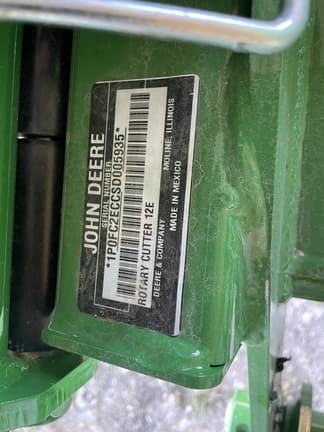 JOHN DEERE
SERIAL NUMBER
*1P0FC2ECCSD005935*
ROTARY CUTTER 12E
DEERE & COMPANY MOLINE, ILLINOIS
MADE IN MEXICO